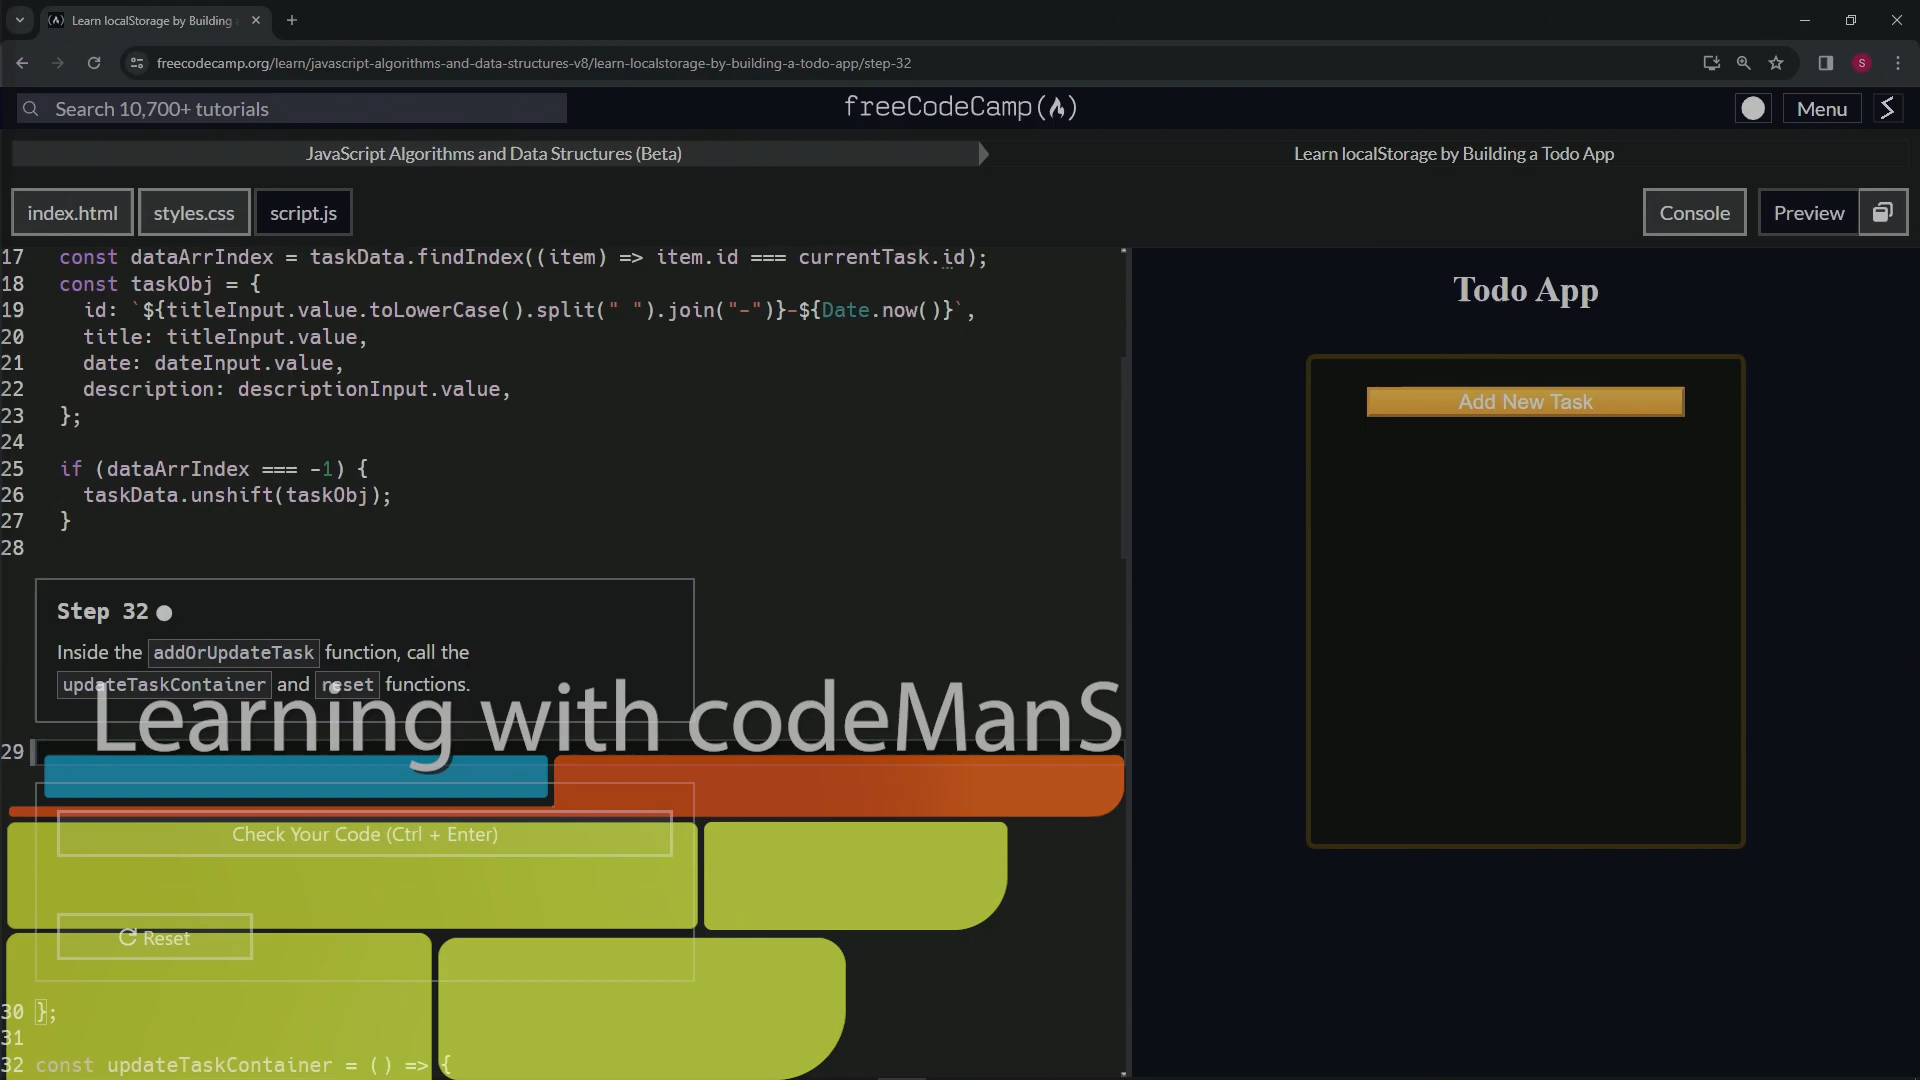 Learn localStorage by Building
freecodecamp.org/learn/javascript-algorithms-and-data-structures-v8/learn-localstorage-by-building-a-todo-app/step-32
S
Search 10,700+ tutorials
freeCodeCamp
Menu
JavaScript Algorithms and Data Structures (Beta)
Learn localStorage by Building a Todo App
index.html
styles.css
script.js
Console
Preview
17 const dataArrIndex = taskData.findIndex((item) => item.id === currentTask.id);
18 const taskObj = {
19 id: `${titleInput.value.toLowerCase().split(" ").join("-")}-${Date.now()}`,
20 title: titleInput.value,
21 date: dateInput.value,
22 description: descriptionInput.value,
23 };
24
25 if (dataArrIndex === -1) {
26 taskData.unshift(taskObj);
27 }
28
Step 32
Inside the addOrUpdateTask function, call the
updateTaskContainer and reset functions.
Learning with codeManS
29
Check Your Code (Ctrl + Enter)
Reset
30 };
31
32 const updateTaskContainer = () => {
Todo App
Add New Task